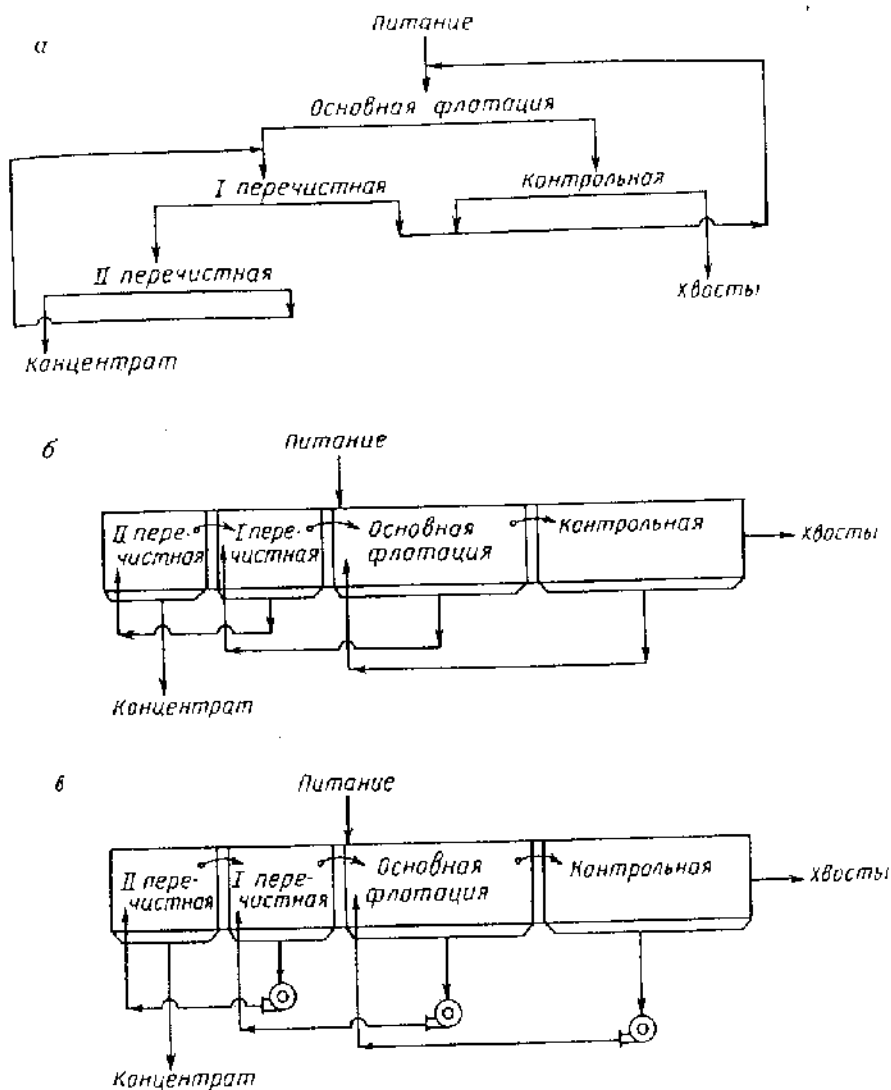 а
Питание
Основная флотация
I перечистная
Контрольная
II перечистная
Хвосты
Концентрат
б
Питание
II пере-
чистная
I пере-
чистная
Основная
флотация
Контрольная
Хвосты
Концентрат
в
Питание
II пере-
чистная
I пере-
чистная
Основная
флотация
Контрольная
Хвосты
Концентрат